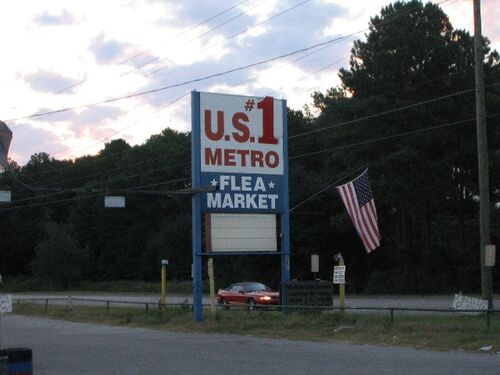 U.S. #1
METRO
FLEA
MARKET